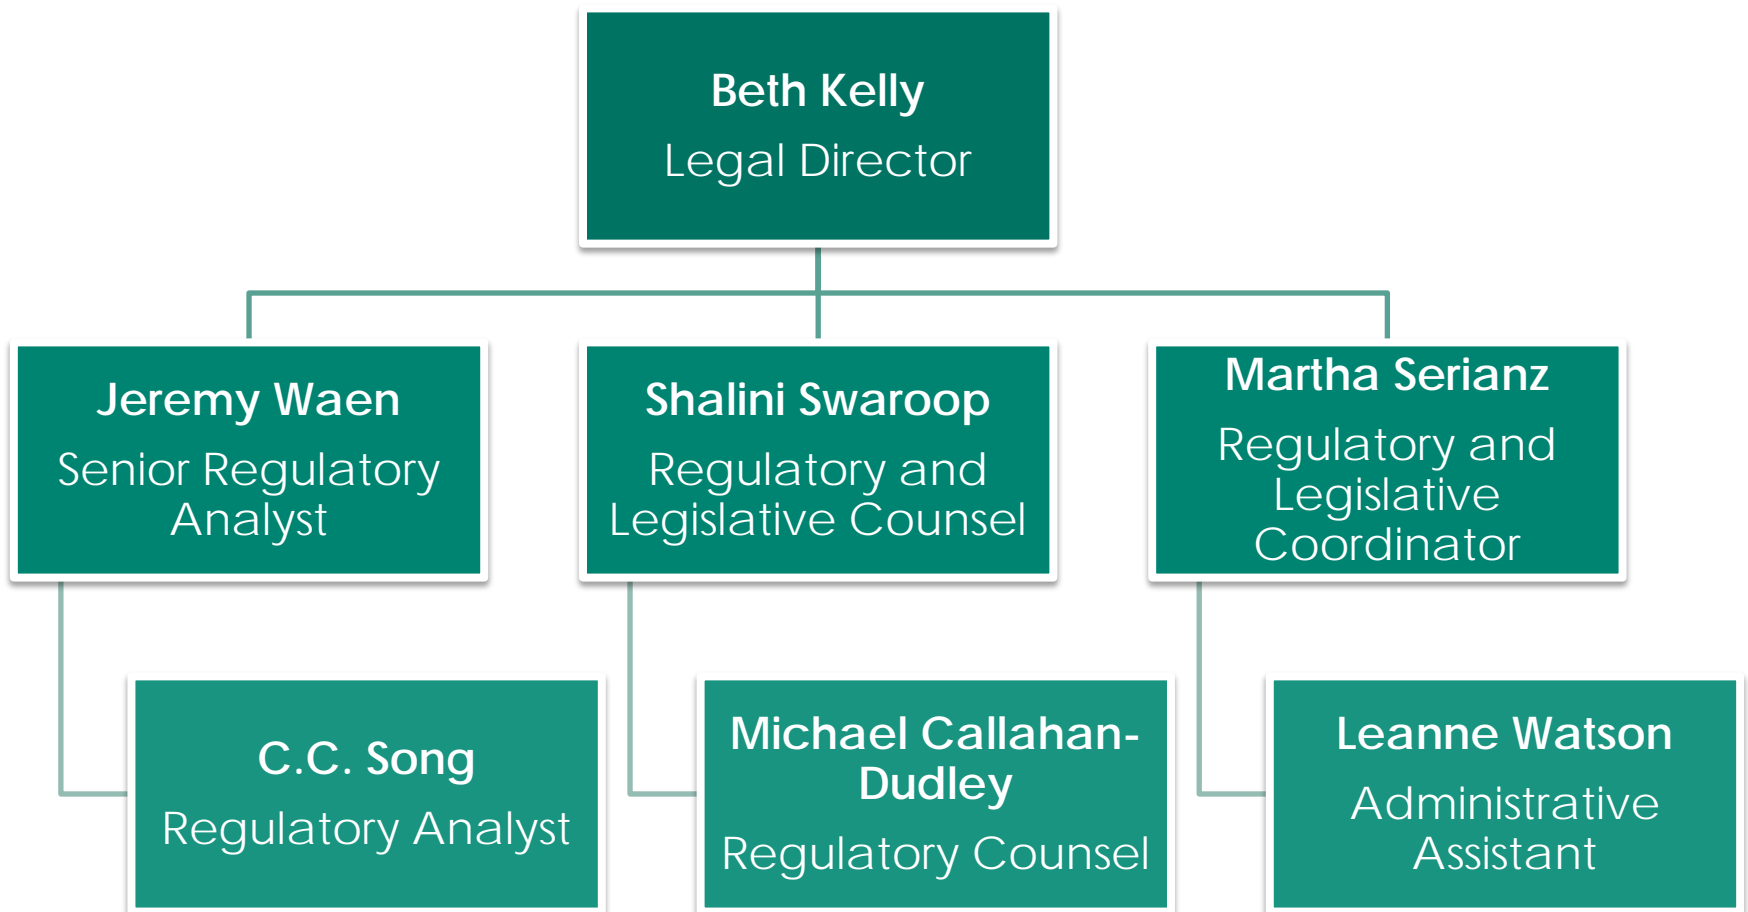 Beth Kelly
Legal Director
Jeremy Waen
Senior Regulatory
Analyst
Shalini Swaroop
Regulatory and
Legislative Counsel
Martha Serianz
Regulatory and
Legislative
Coordinator
C.C. Song
Regulatory Analyst
Michael Callahan-
Dudley
Regulatory Counsel
Leanne Watson
Administrative
Assistant